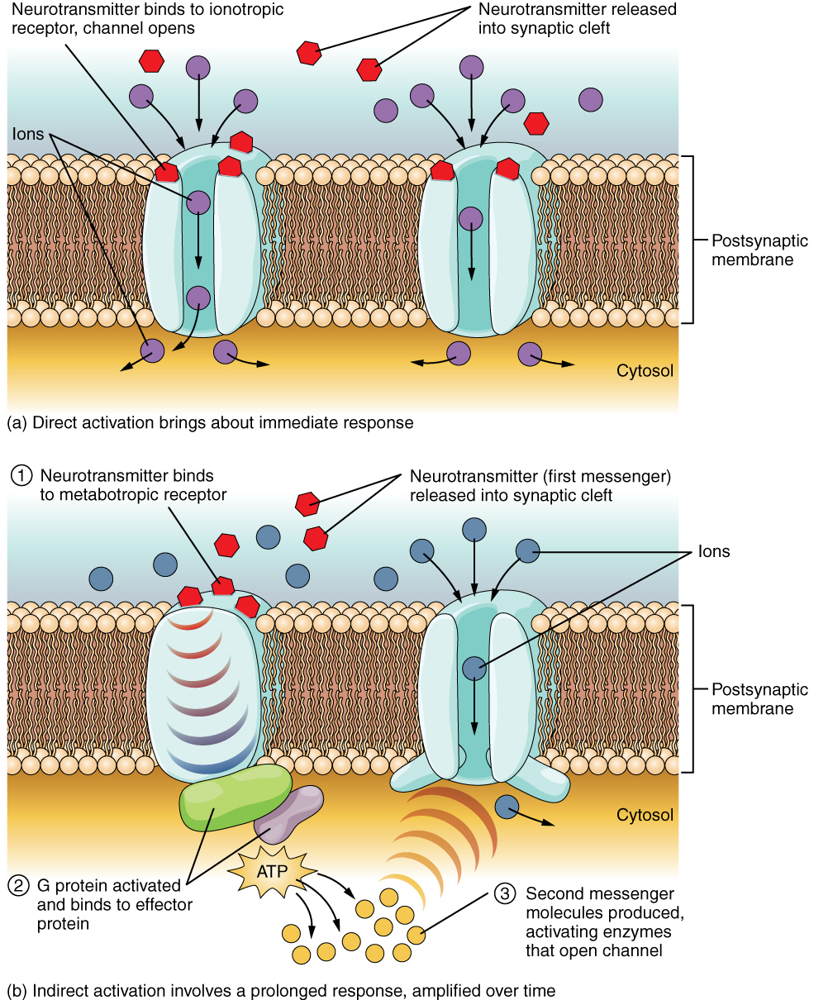 Neurotransmitter binds to ionotropic
receptor, channel opens
Neurotransmitter released
into synaptic cleft
Ions
Postsynaptic
membrane
Cytosol
(a) Direct activation brings about immediate response
1 Neurotransmitter binds
to metabotropic receptor
Neurotransmitter (first messenger)
released into synaptic cleft
Ions
Postsynaptic
membrane
Cytosol
ATP
2 G protein activated
and binds to effector
protein
3 Second messenger
molecules produced,
activating enzymes
that open channel
(b) Indirect activation involves a prolonged response, amplified over time